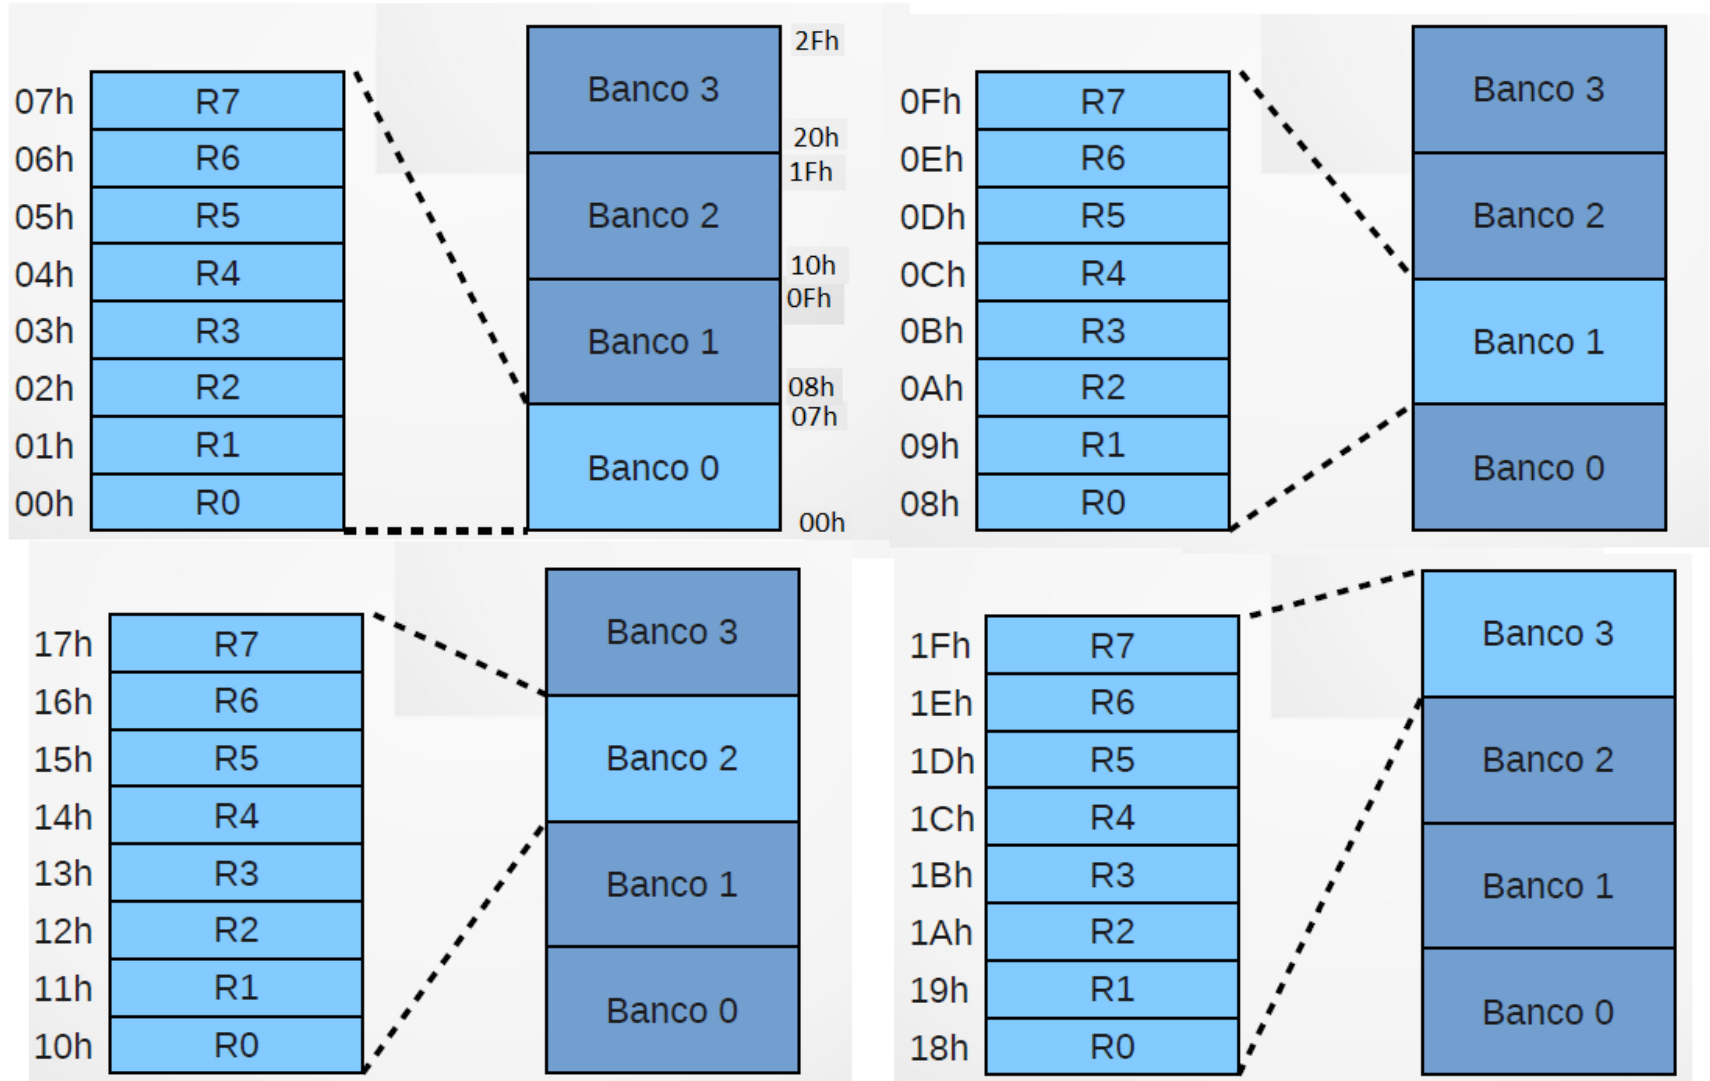 07h R7
06h R6
05h R5
04h R4
03h R3
02h R2
01h R1
00h R0
2Fh
Banco 3
20h
1Fh
Banco 2
10h
0Fh
Banco 1
08h
07h
Banco 0
00h
0Fh R7
0Eh R6
0Dh R5
0Ch R4
0Bh R3
0Ah R2
09h R1
08h R0
Banco 3
Banco 2
Banco 1
Banco 0
17h R7
16h R6
15h R5
14h R4
13h R3
12h R2
11h R1
10h R0
Banco 3
Banco 2
Banco 1
Banco 0
1Fh R7
1Eh R6
1Dh R5
1Ch R4
1Bh R3
1Ah R2
19h R1
18h R0
Banco 3
Banco 2
Banco 1
Banco 0